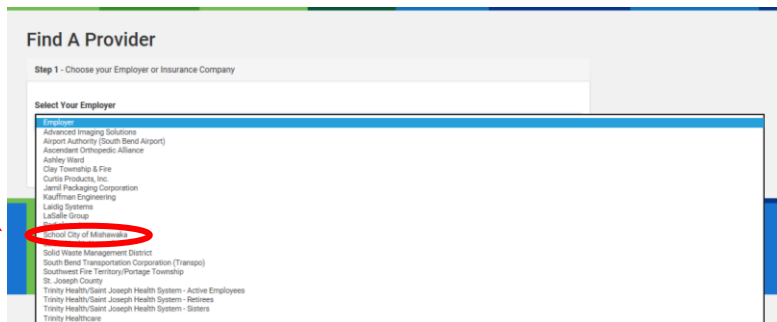 Find A Provider
Step 1 - Choose your Employer or Insurance Company
Select Your Employer
Employer
Advanced Imaging Solutions
Airport Authority (South Bend Airport)
Ascendant Orthopedic Alliance
Ashley Ward
Clay Township & Fire
Curtis Products, Inc.
Jamil Packaging Corporation
Kauffman Engineering
Laidig Systems
LaSalle Group
School City of Mishawaka
Solid Waste Management District
South Bend Transportation Corporation (Transpo)
Southwest Fire Territory/Portage Township
St. Joseph County
Trinity Health/Saint Joseph Health System - Active Employees
Trinity Health/Saint Joseph Health System - Retirees
Trinity Health/Saint Joseph Health System - Sisters
Trinity Healthcare